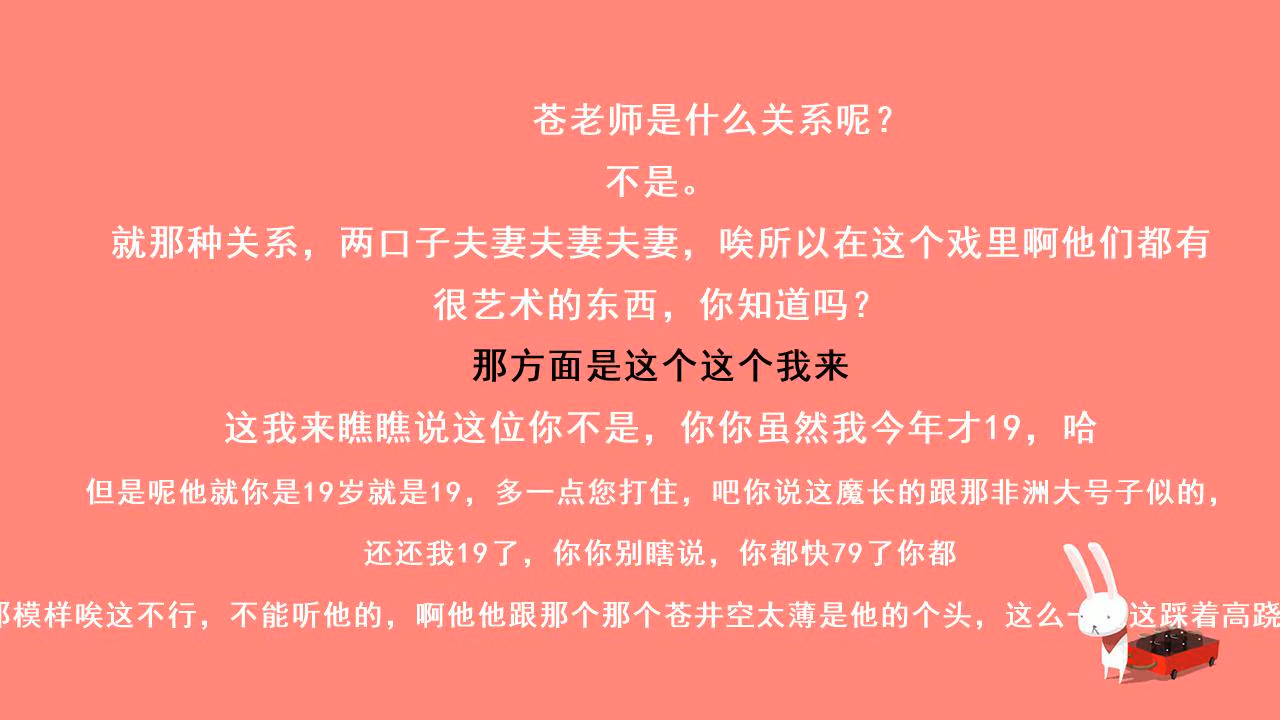 苍老师是什么关系呢？
不是。
就那种关系，两口子夫妻夫妻夫妻，唉所以在这个戏里啊他们都有
很艺术的东西，你知道吗？
那方面是这个这个我来
这我来瞧瞧说这位你不是，你你虽然我今年才19，哈
但是呢他就你是19岁就是19，多一点您打住，吧你说这魔长的跟那非洲大号子似的，
还还我19了，你你别瞎说，你都快79了你都
那模样唉这不行，不能听他的，啊他他跟那个那个苍井空太薄是他的个头，这么一 这踩着高跷